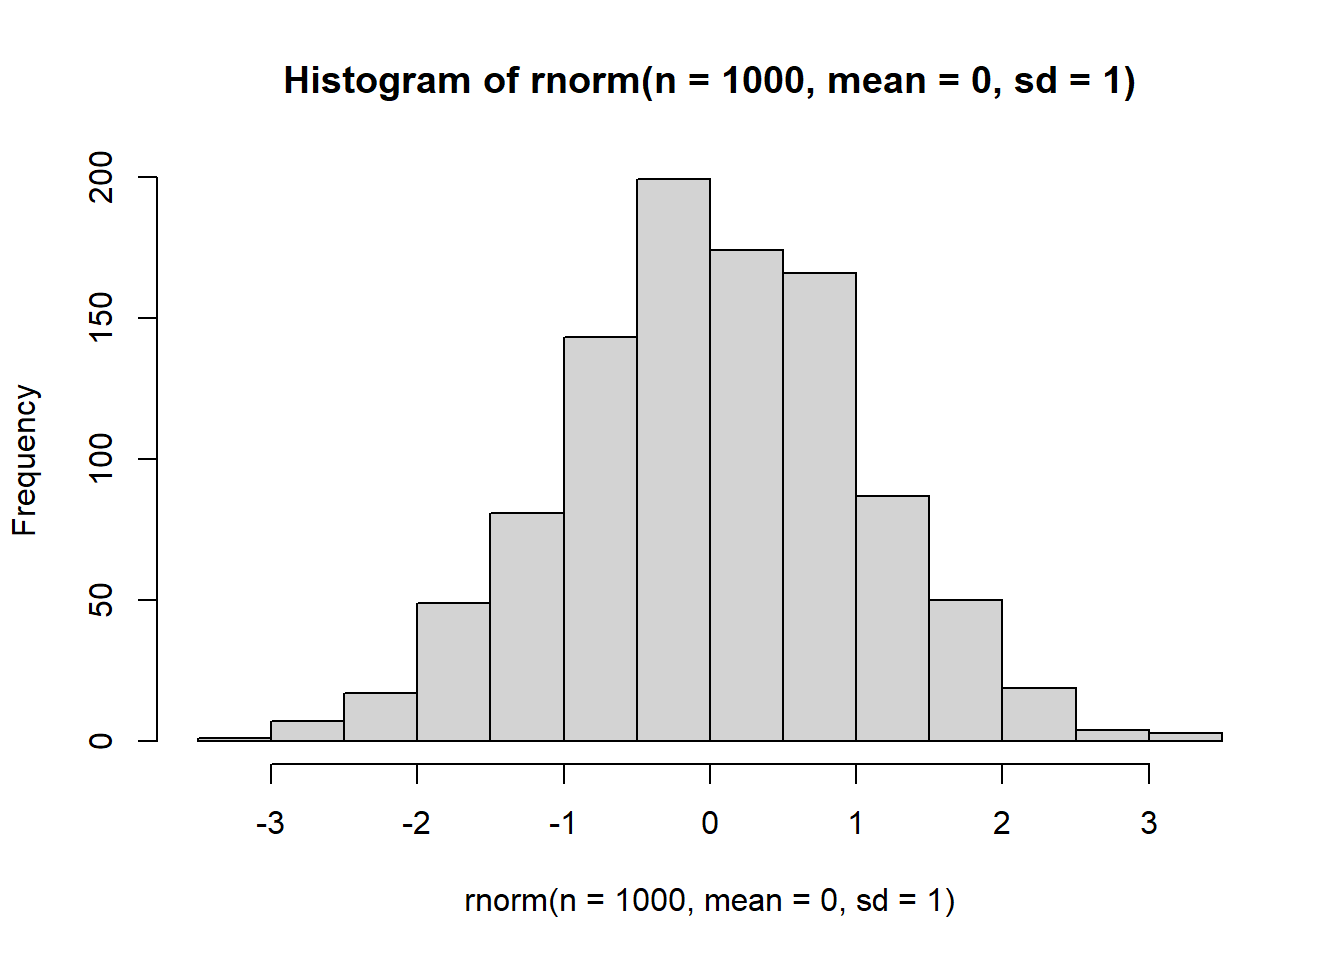 Histogram of rnorm(n = 1000, mean = 0, sd = 1)
200
150
100
50
0
Frequency
-3 -2 -1 0 1 2 3
rnorm(n = 1000, mean = 0, sd = 1)